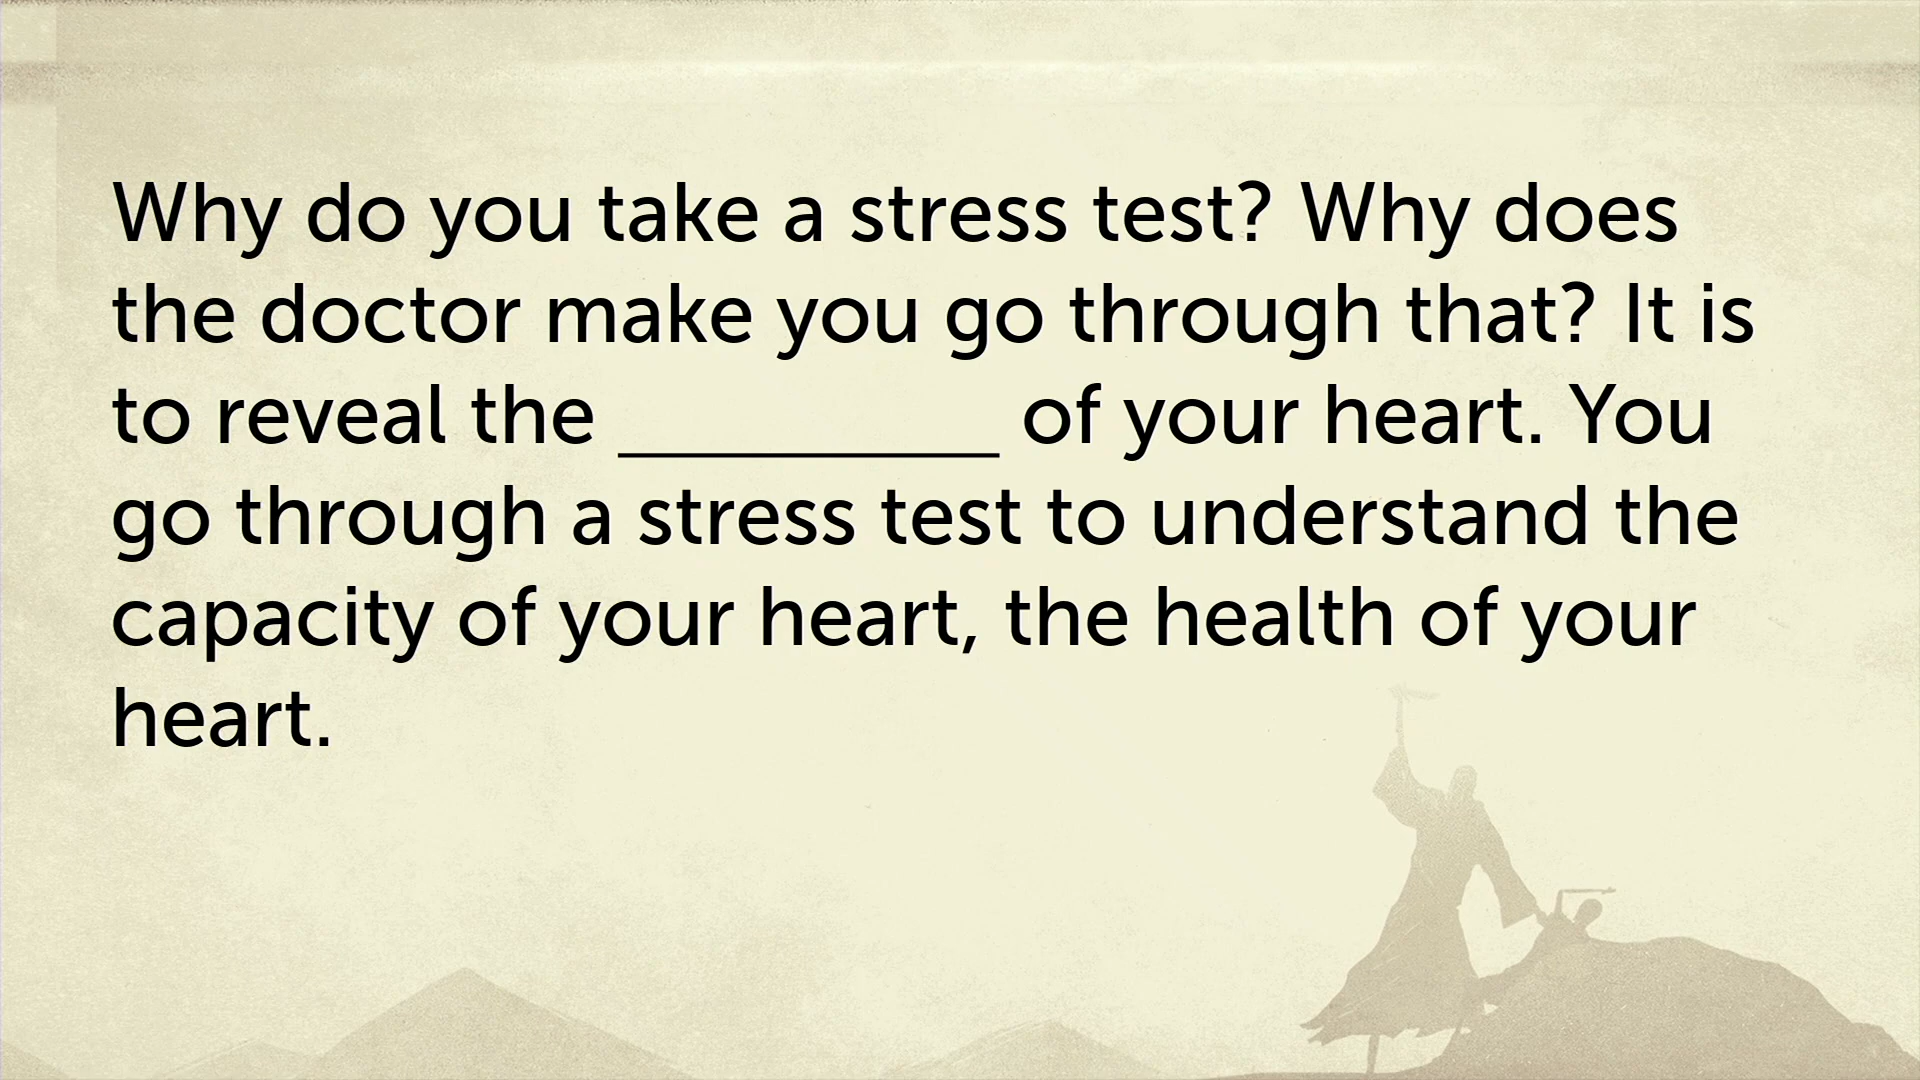 Why do you take a stress test? Why does
the doctor make you go through that? It is
to reveal the __________ of your heart. You
go through a stress test to understand the
capacity of your heart, the health of your
heart.